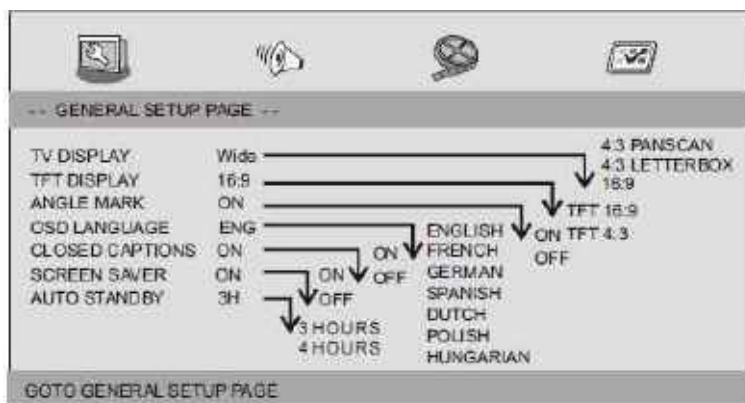 -- GENERAL SETUP PAGE --
TV DISPLAY Wide
TFT DISPLAY 16:9
ANGLE MARK ON
OSD LANGUAGE ENG
CLOSED CAPTIONS ON
SCREEN SAVER ON
AUTO STANDBY 3H
4:3 PANSCAN
4:3 LETTERBOX
16:9
TFT 16:9
TFT 4:3
ON
OFF
ENGLISH
FRENCH
GERMAN
SPANISH
DUTCH
POLISH
HUNGARIAN
ON
OFF
ON
OFF
3 HOURS
4 HOURS
GOTO GENERAL SETUP PAGE